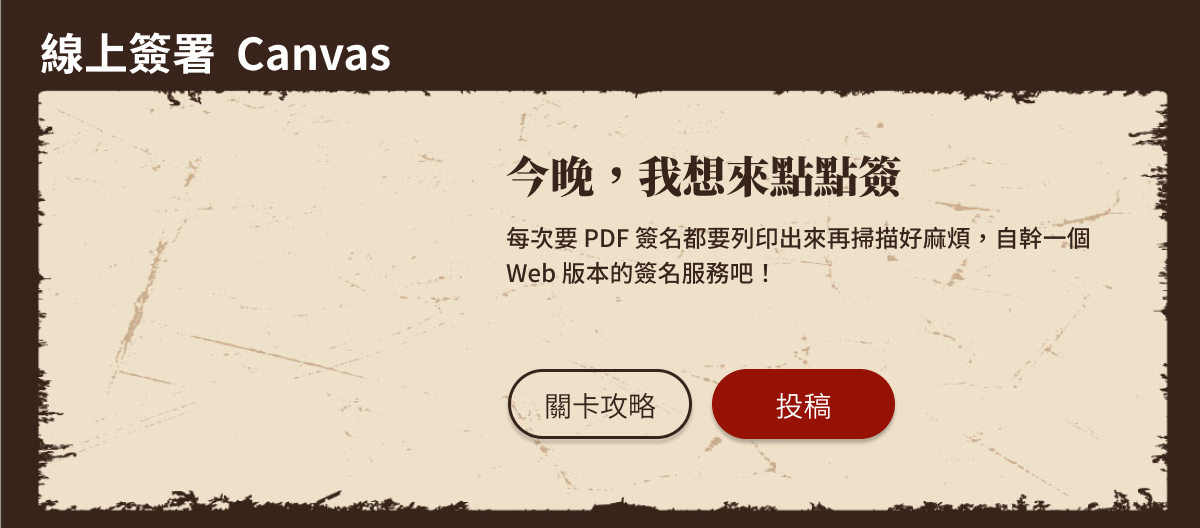 線上簽署 Canvas
今晚，我想來點點簽
每次要 PDF 簽名都要列印出來再掃描好麻煩，自幹一個
Web 版本的簽名服務吧！
關卡攻略
投稿